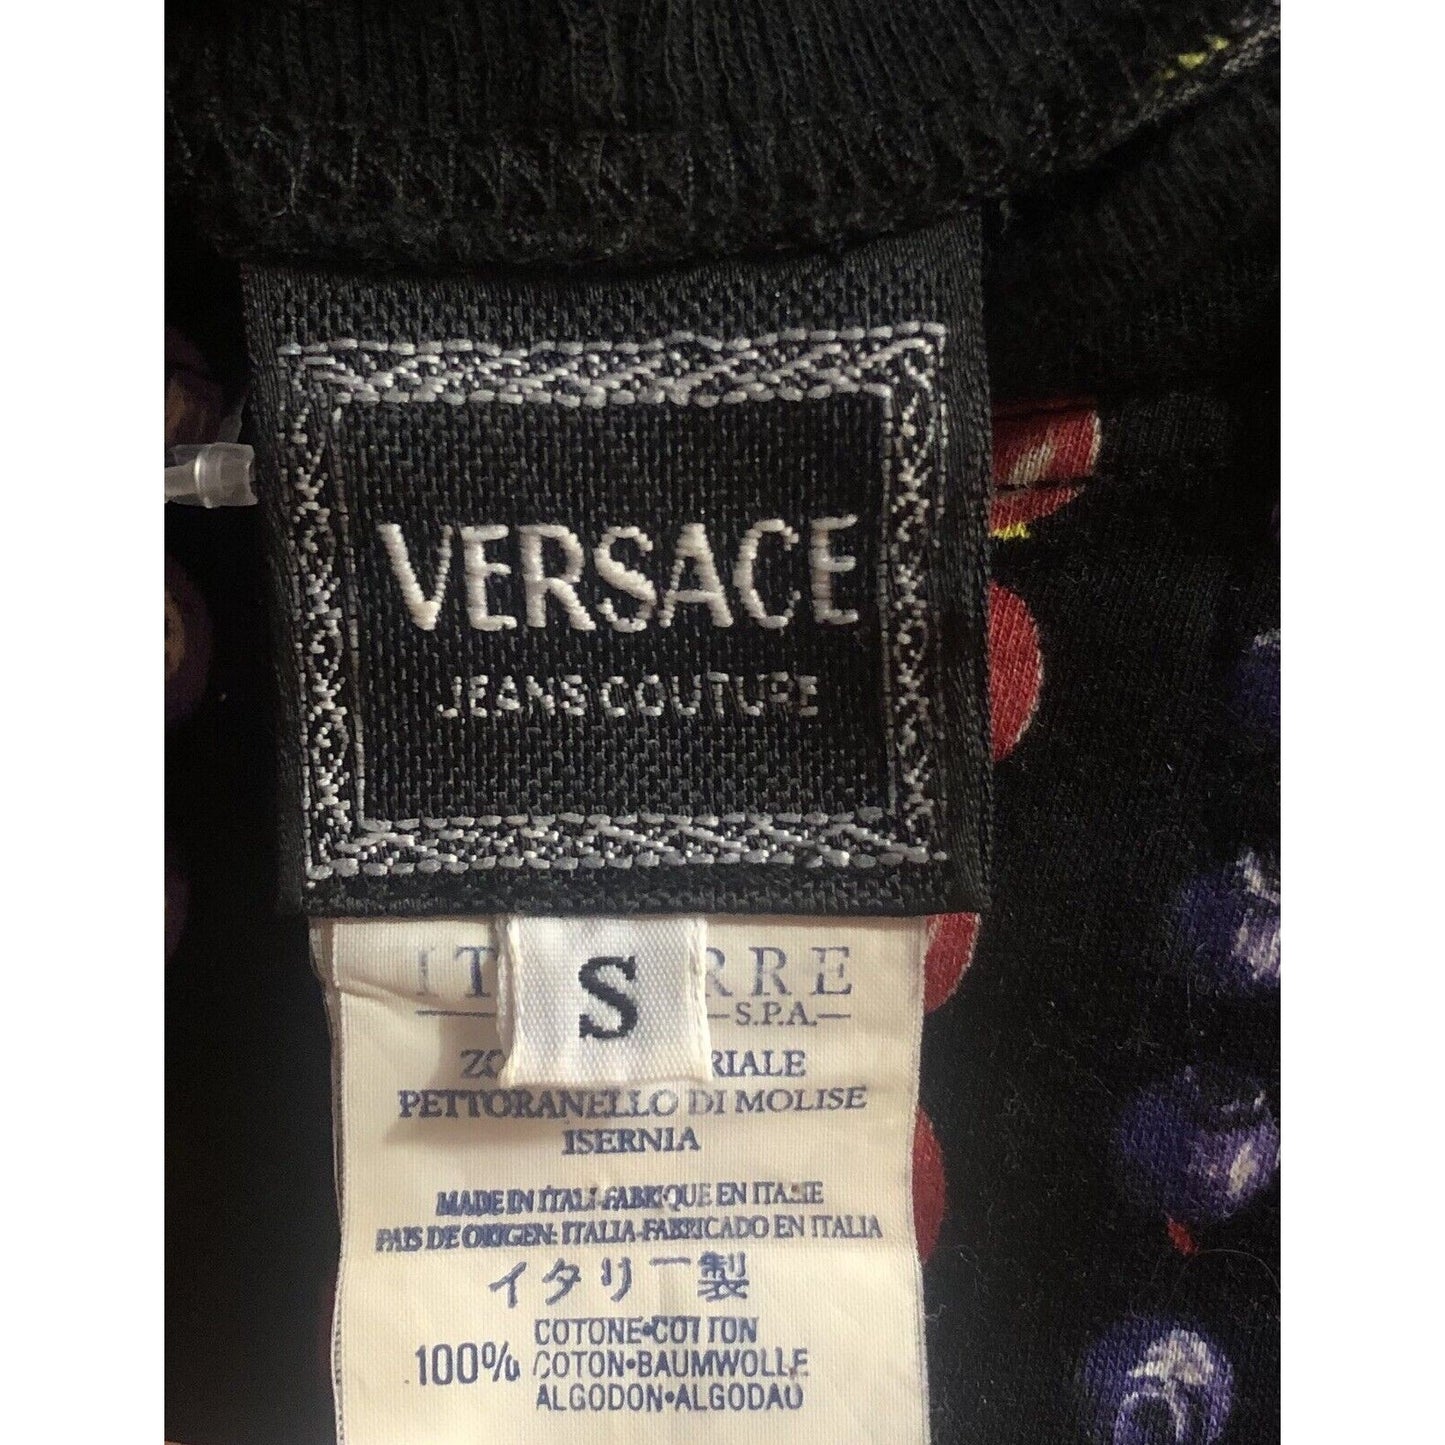 VERSACE
JEANS COUTURE
S
S.P.A.
PETTORANELLO DI MOLISE
ISERNIA
MADE IN ITALI-FABRIQUE EN ITALIE
PAIS DE ORIGEN: ITALIA-FABRICADO EN ITALIA
イタリー製
100% COTONE•COTTON
COTON•BAUMWOLLE
ALGODON•ALGODAO